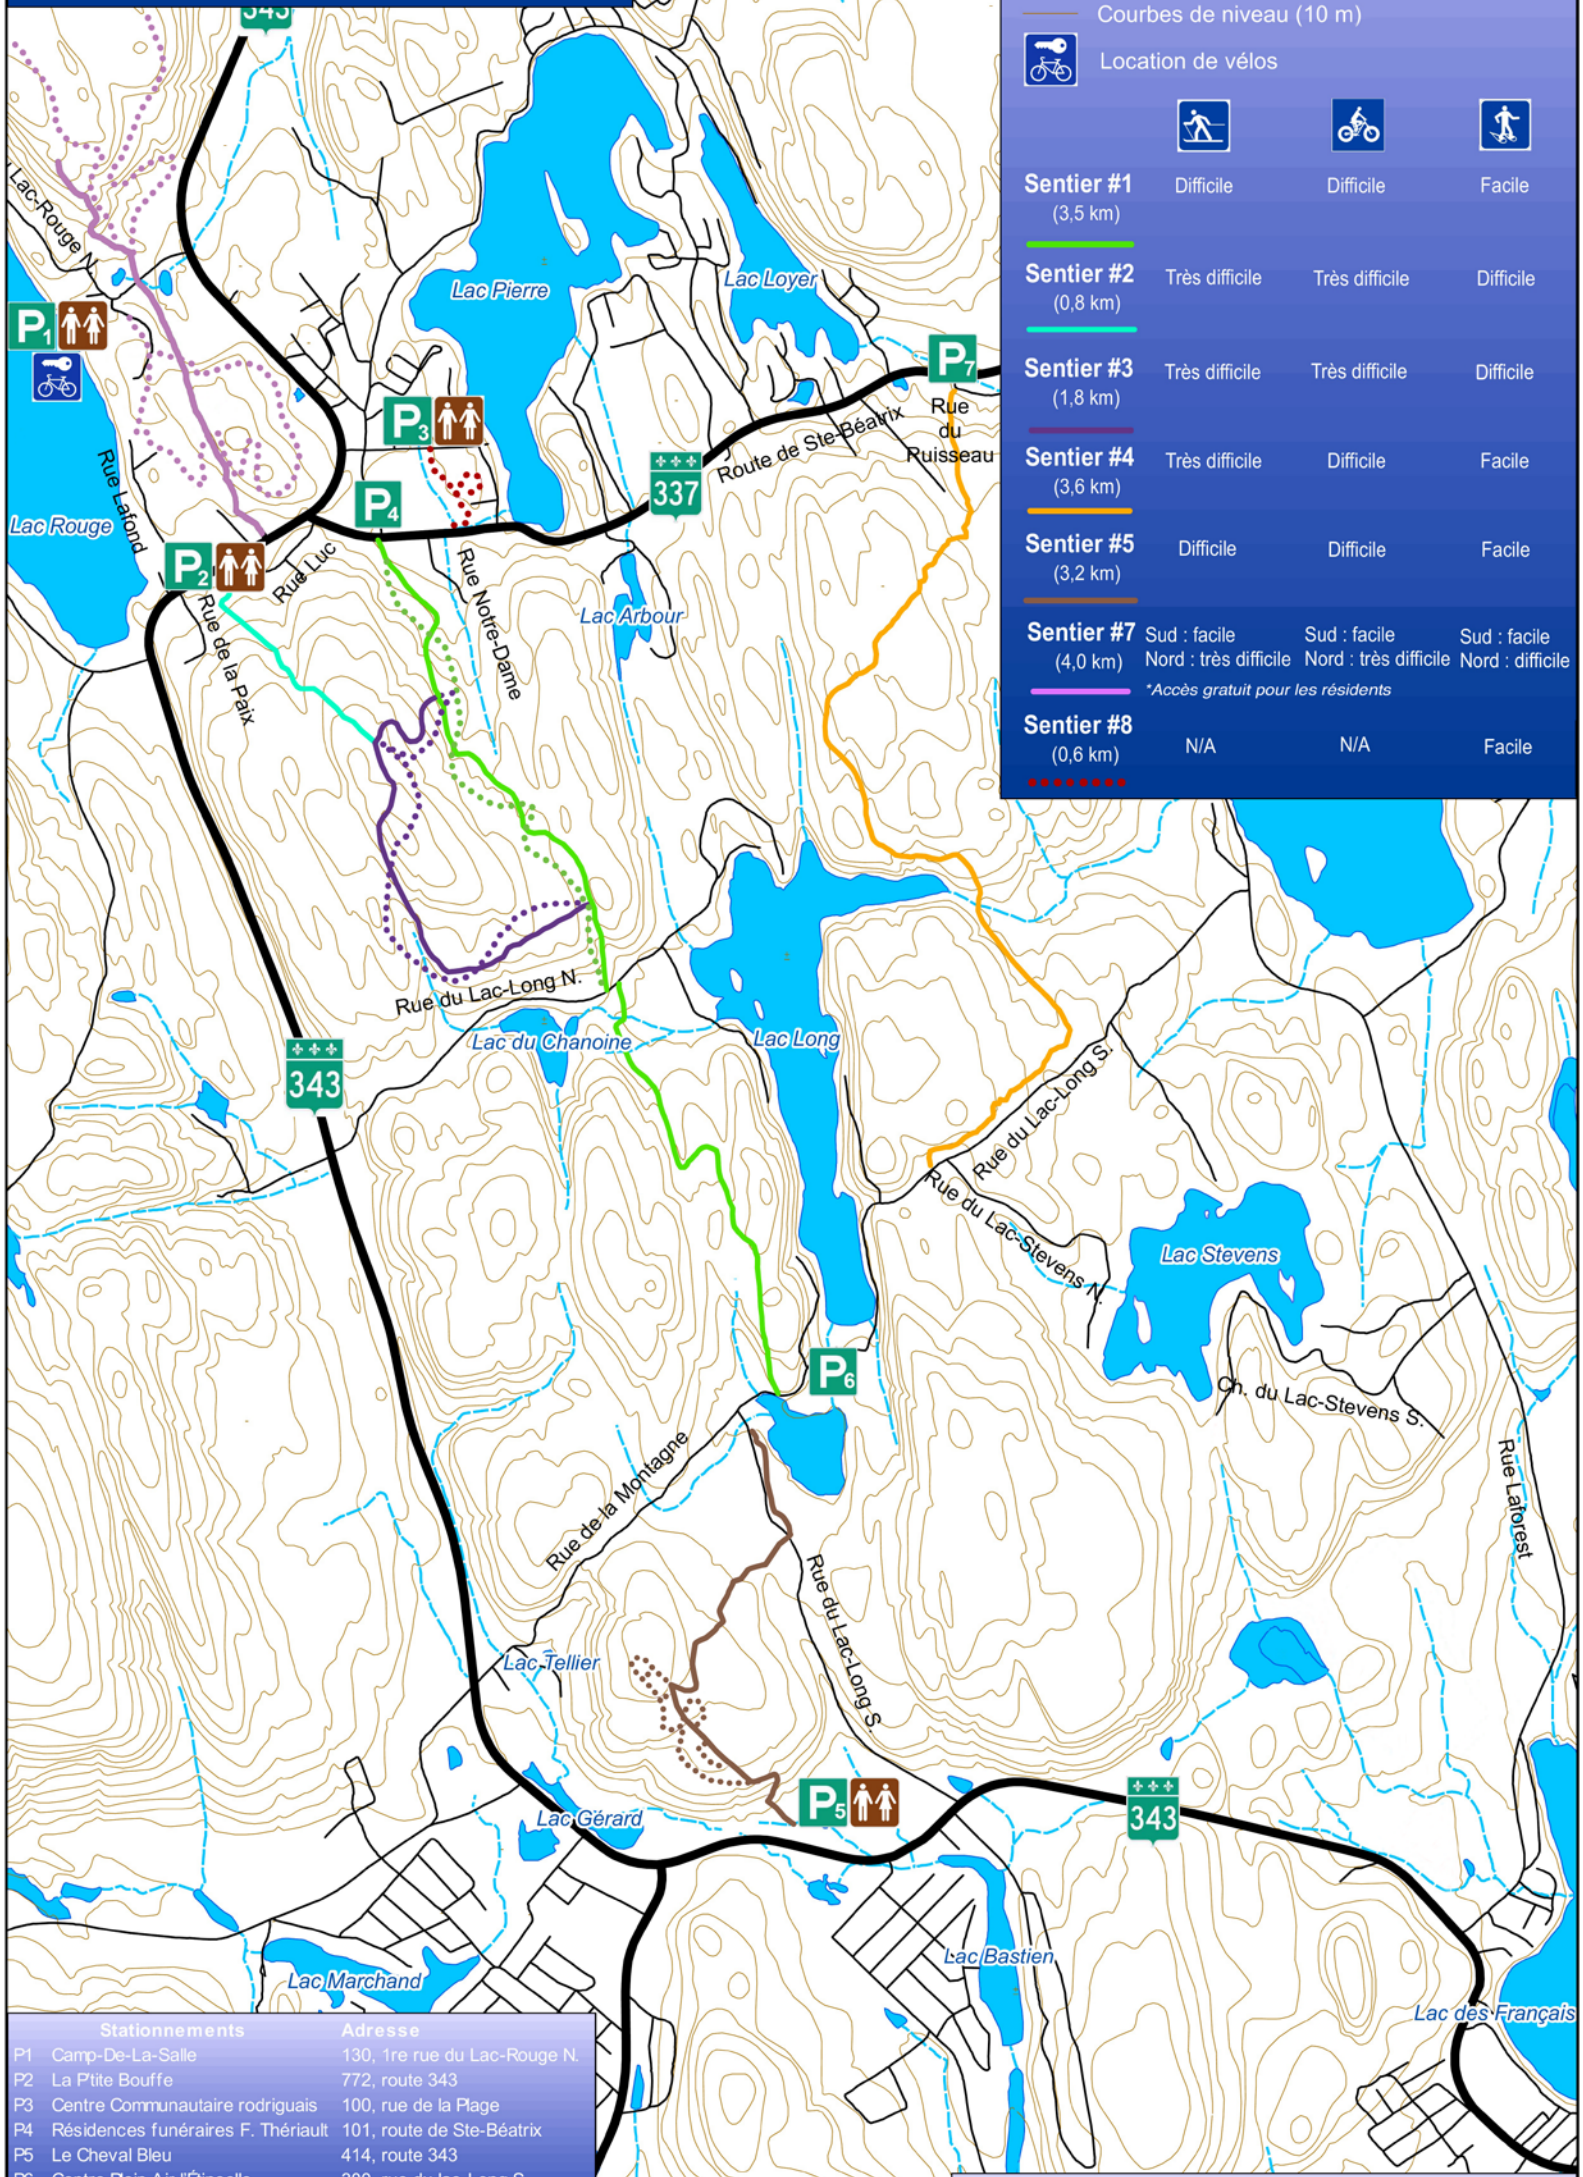 343
Courbes de niveau (10 m)
Location de vélos
Sentier #1 Difficile Difficile Facile
(3,5 km)
Sentier #2 Très difficile Très difficile Difficile
(0,8 km)
Sentier #3 Très difficile Très difficile Difficile
(1,8 km)
Sentier #4 Très difficile Difficile Facile
(3,6 km)
Sentier #5 Difficile Difficile Facile
(3,2 km)
Sentier #7 Sud : facile Sud : facile Sud : facile
(4,0 km) Nord : très difficile Nord : très difficile Nord : difficile
*Accès gratuit pour les résidents
Sentier #8 N/A N/A Facile
(0,6 km)
Lac-Rouge N.
Lac Pierre
Lac Loyer
P1
P7
P3
Rue
du
Ruisseau
Route de Ste-Béatrix
337
Rue Lafond
P4
Lac Rouge
P2
Rue Luc
Rue Notre-Dame
Rue de la Paix
Lac Arbour
Rue du Lac-Long N.
Lac du Chanoine
Lac Long
343
Rue du Lac-Long S.
Rue du Lac-Stevens N.
Lac Stevens
P6
Ch. du Lac-Stevens S.
Rue de la Montagne
Rue Laforest
Rue du Lac-Long S.
Lac Tellier
P5
343
Lac Gérard
Lac Bastien
Lac Marchand
Lac des Français
Stationnements Adresse
P1 Camp-De-La-Salle 130, 1re rue du Lac-Rouge N.
P2 La Ptite Bouffe 772, route 343
P3 Centre Communautaire rodriguais 100, rue de la Plage
P4 Résidences funéraires F. Thériault 101, route de Ste-Béatrix
P5 Le Cheval Bleu 414, route 343